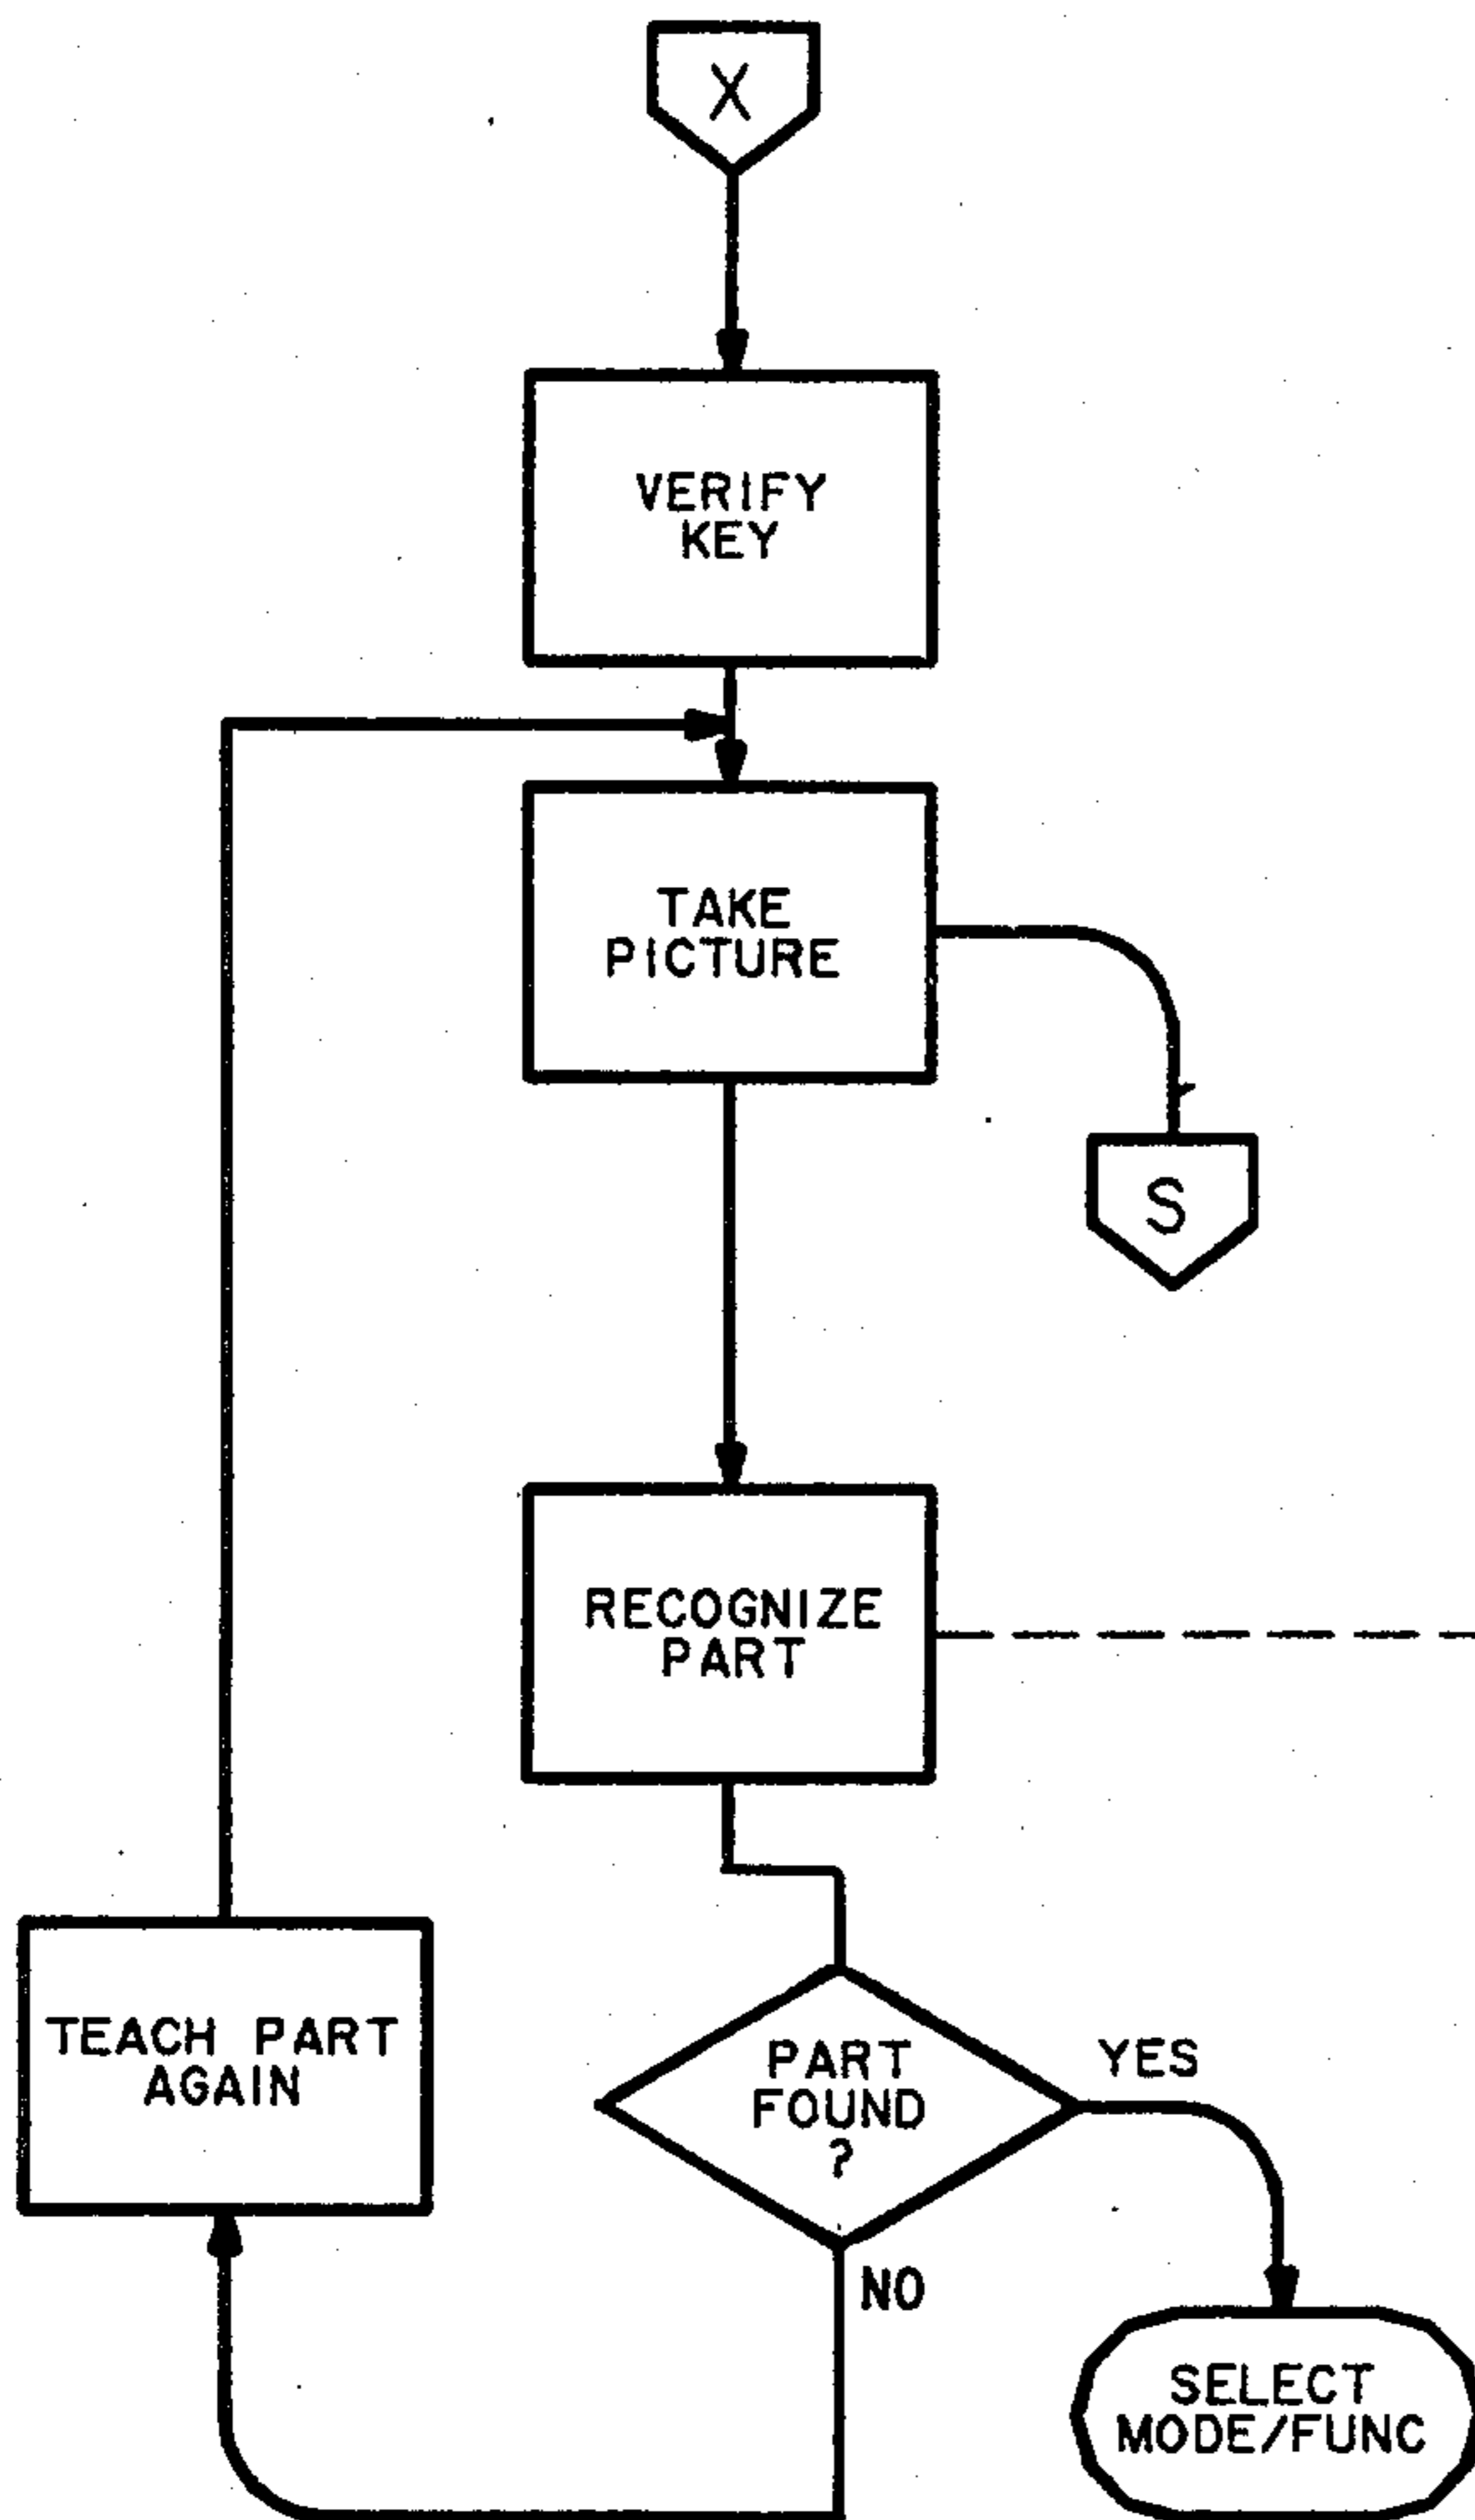 X
VERIFY
KEY
TAKE
PICTURE
S
RECOGNIZE
PART
TEACH PART
AGAIN
PART
FOUND
?
YES
NO
SELECT
MODE/FUNC